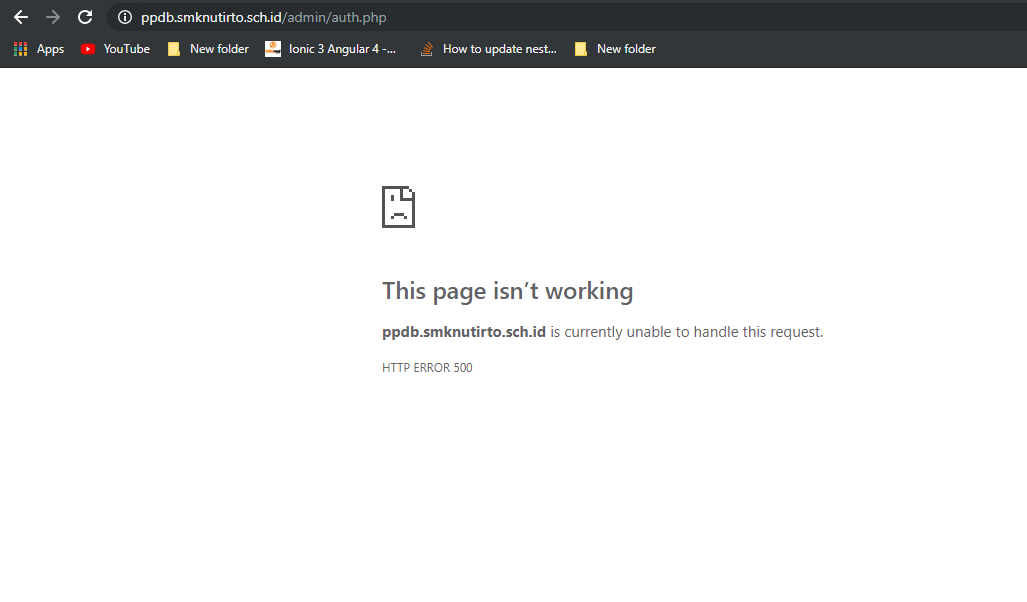 ppdb.smknutirto.sch.id/admin/auth.php
Apps YouTube New folder Ionic 3 Angular 4 -... How to update nest... New folder
This page isn’t working
ppdb.smknutirto.sch.id is currently unable to handle this request.
HTTP ERROR 500